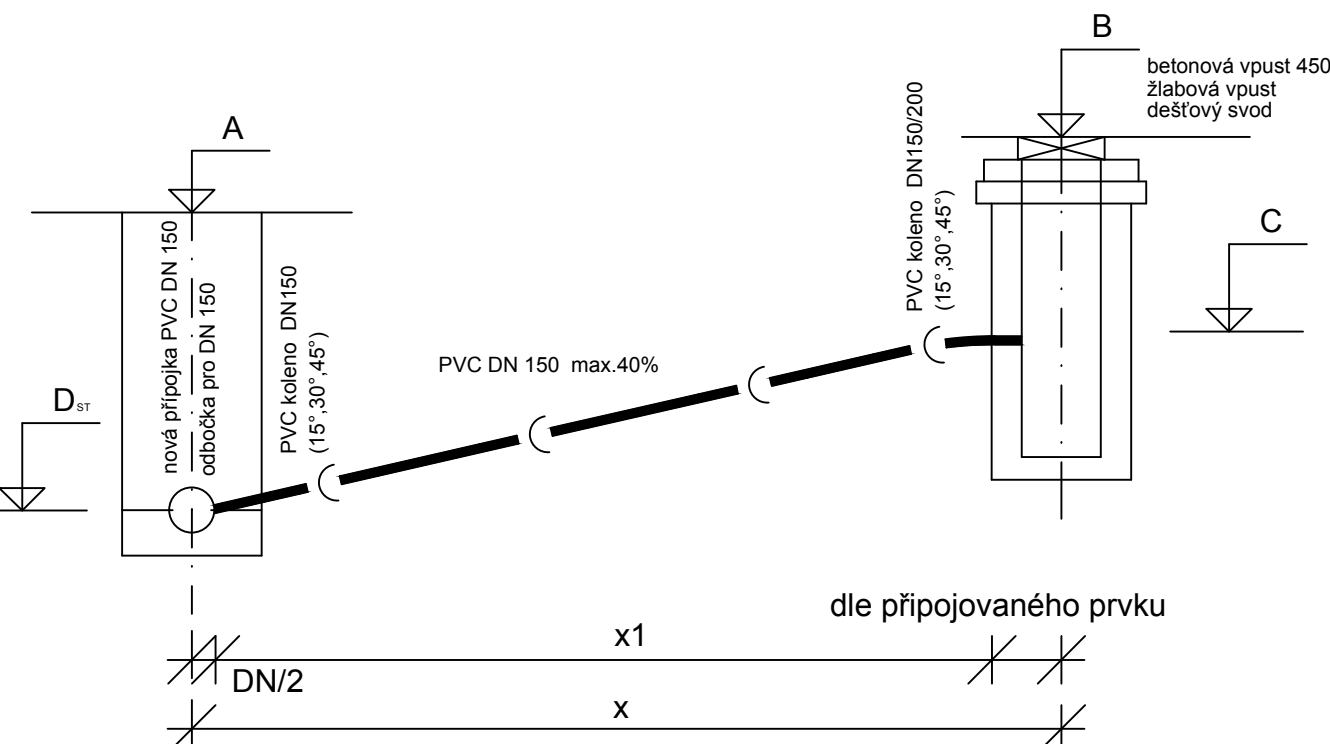 B
betonová vpust 450
žlabová vpust
dešťový svod
A
PVC koleno DN150/200
(15°,30°,45°)
C
nová přípojka PVC DN 150
odbočka pro DN 150
PVC koleno DN150
(15°,30°,45°)
PVC DN 150 max.40%
DST
dle připojovaného prvku
x1
DN/2
x